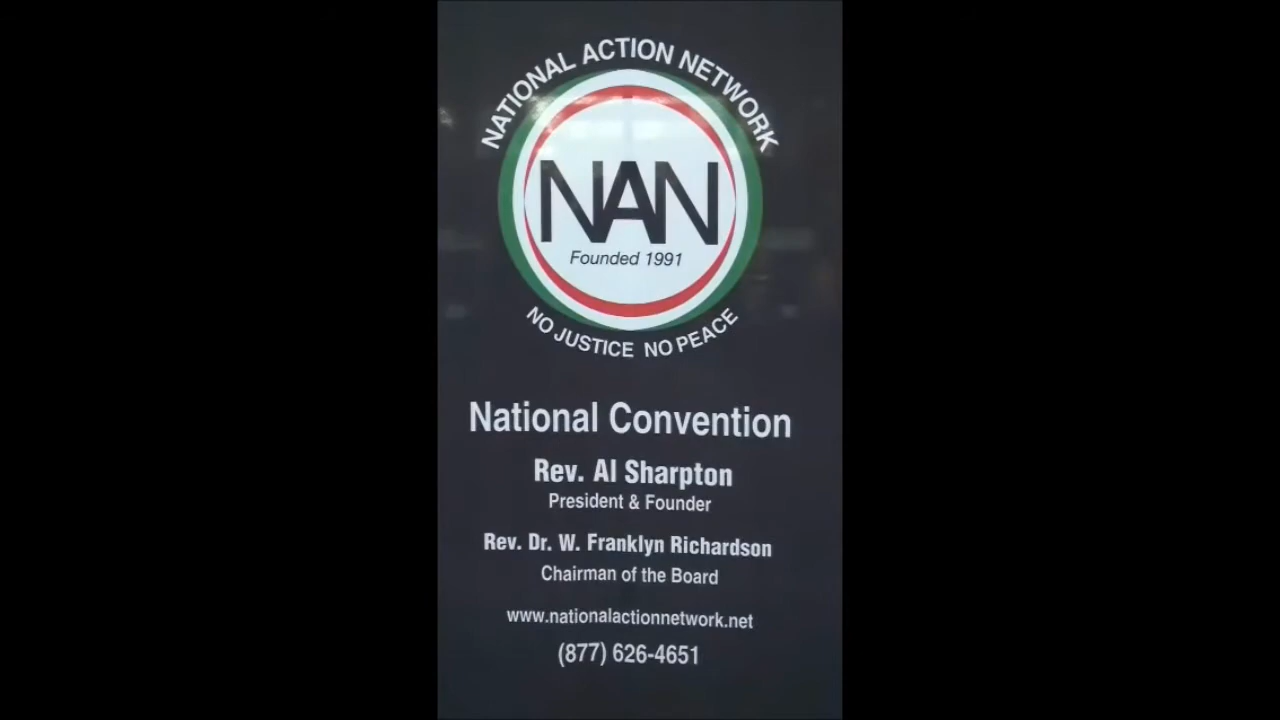 NATIONAL ACTION NETWORK
NAN
Founded 1991
NO JUSTICE NO PEACE
National Convention
Rev. Al Sharpton
President & Founder
Rev. Dr. W. Franklyn Richardson
Chairman of the Board
www.nationalactionnetwork.net
(877) 626-4651